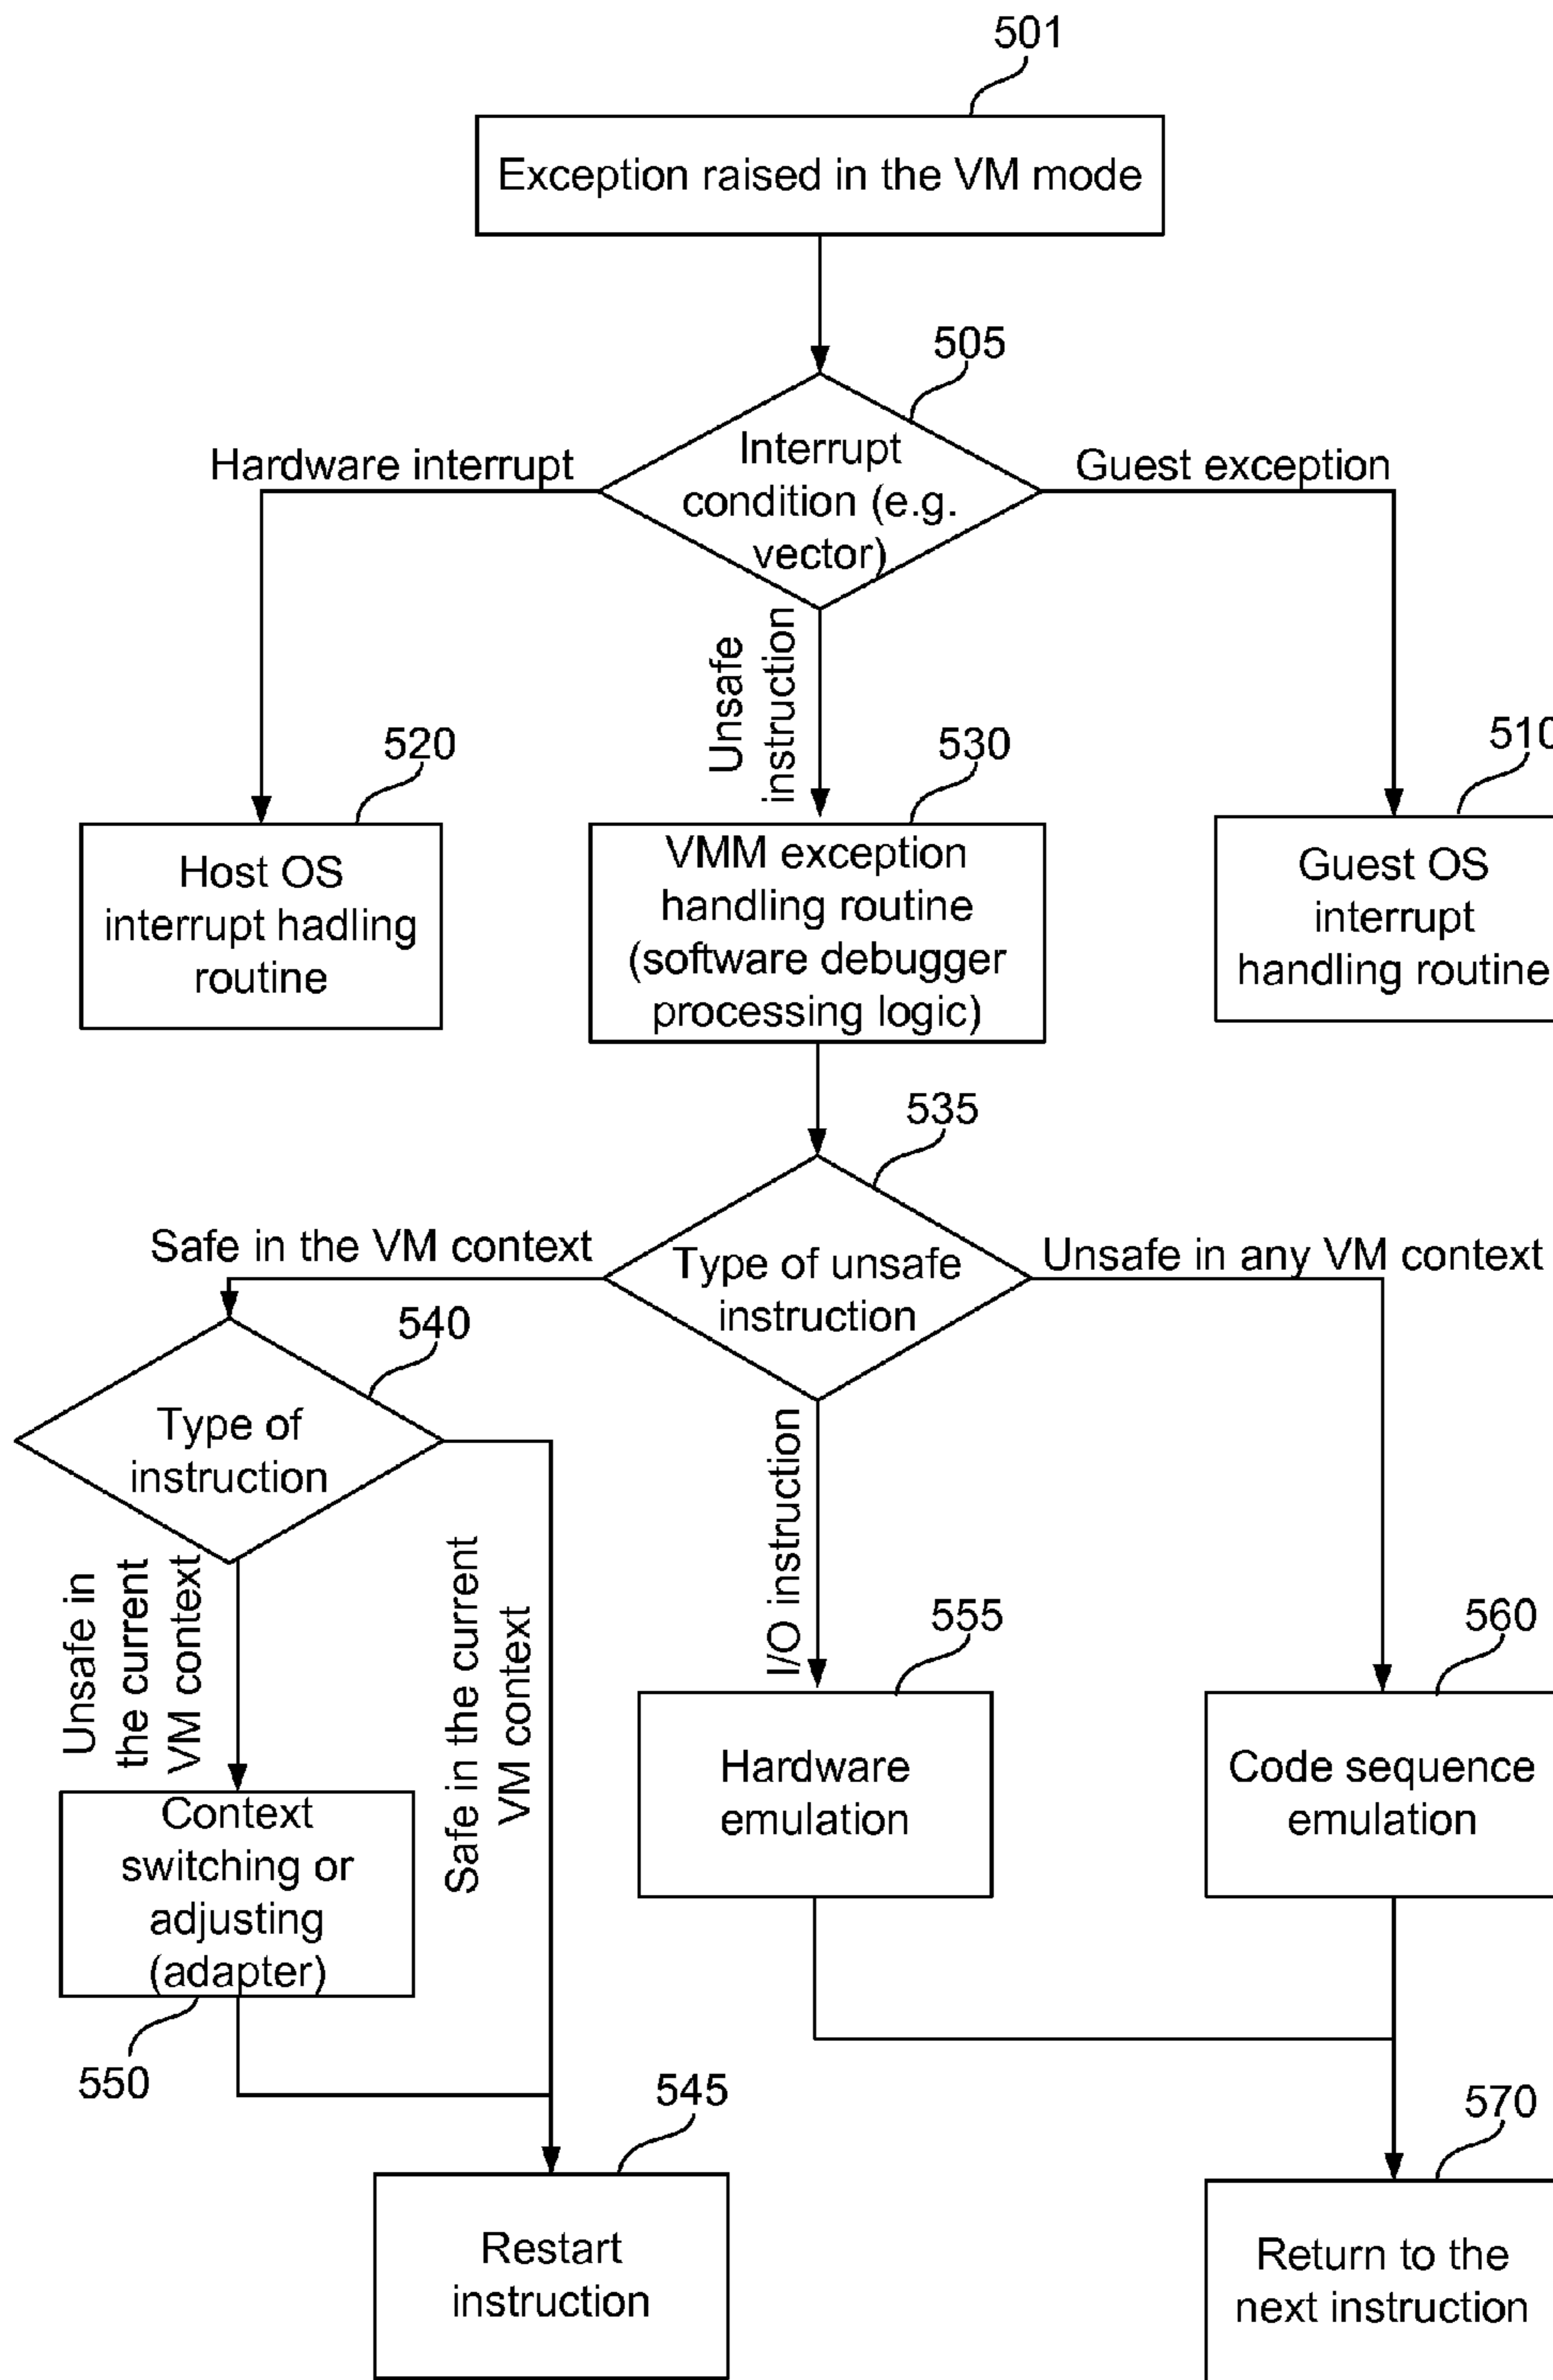 501
Exception raised in the VM mode
505
Hardware interrupt
Interrupt
condition (e.g.
vector)
Guest exception
Unsafe
instruction
520
530
510
Host OS
interrupt hadling
routine
VMM exception
handling routine
(software debugger
processing logic)
Guest OS
interrupt
handling routine
535
Safe in the VM context
Type of unsafe
instruction
Unsafe in any VM context
540
Type of
instruction
Unsafe in
the current
VM context
Safe in the current
VM context
I/O instruction
555
560
Context
switching or
adjusting
(adapter)
Hardware
emulation
Code sequence
emulation
550
545
570
Restart
instruction
Return to the
next instruction